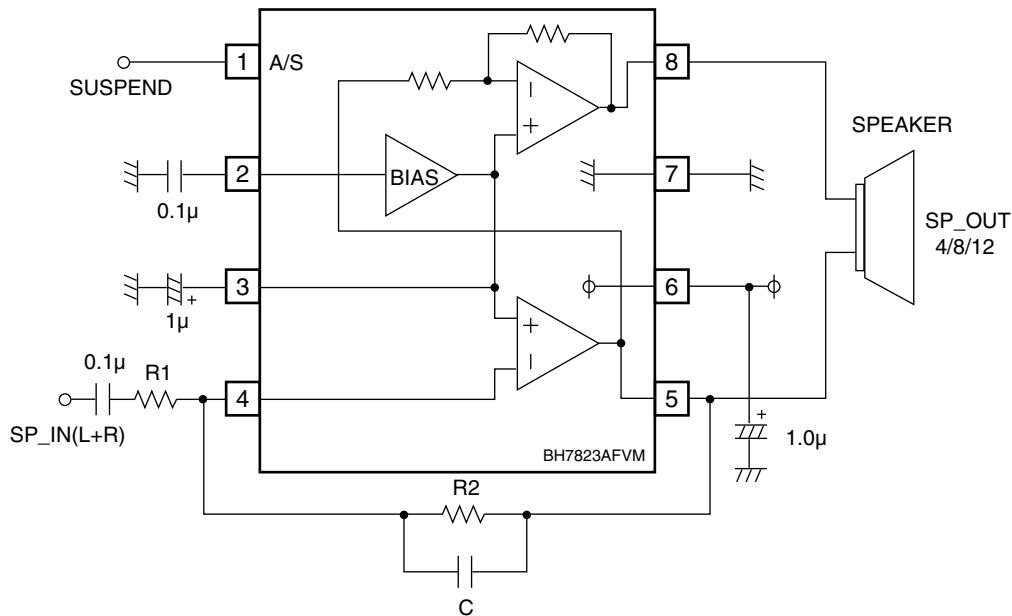 1
A/S
8
SUSPEND
SPEAKER
2
BIAS
7
0.1μ
SP_OUT
4/8/12
3
6
+
1μ
0.1μ
R1
4
5
SP_IN(L+R)
BH7823AFVM
+
1.0μ
R2
C
−
+
+
−